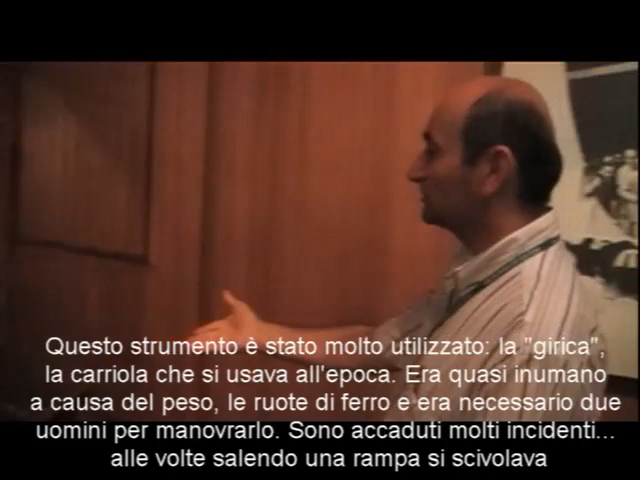 Questo strumento è stato molto utilizzato: la "girica",
la carriola che si usava all'epoca. Era quasi inumano
a causa del peso, le ruote di ferro e era necessario due
uomini per manovrarlo. Sono accaduti molti incidenti...
alle volte salendo una rampa si scivolava